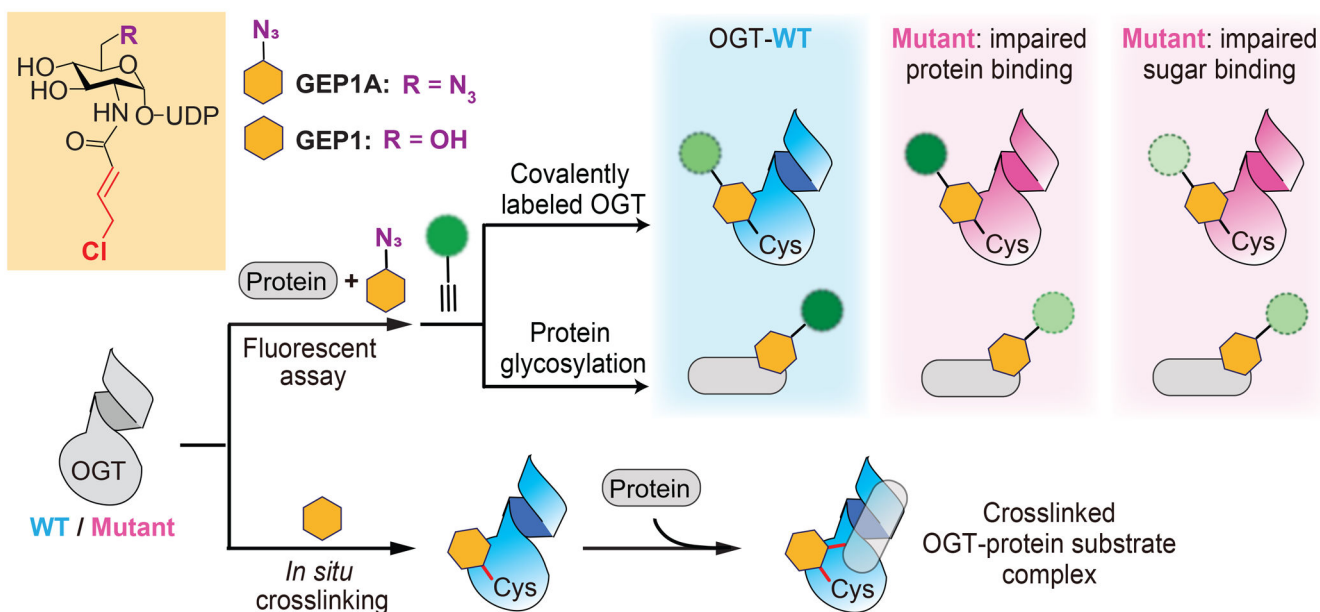 R
HO
HO
HN
O–UDP
O
Cl
N₃
GEP1A: R = N₃
GEP1: R = OH
OGT-WT
Mutant: impaired
protein binding
Mutant: impaired
sugar binding
Covalently
labeled OGT
Cys
Cys
Cys
Protein +
N₃
Fluorescent
assay
Protein
glycosylation
OGT
WT / Mutant
In situ
crosslinking
Cys
Protein
Cys
Crosslinked
OGT-protein substrate
complex